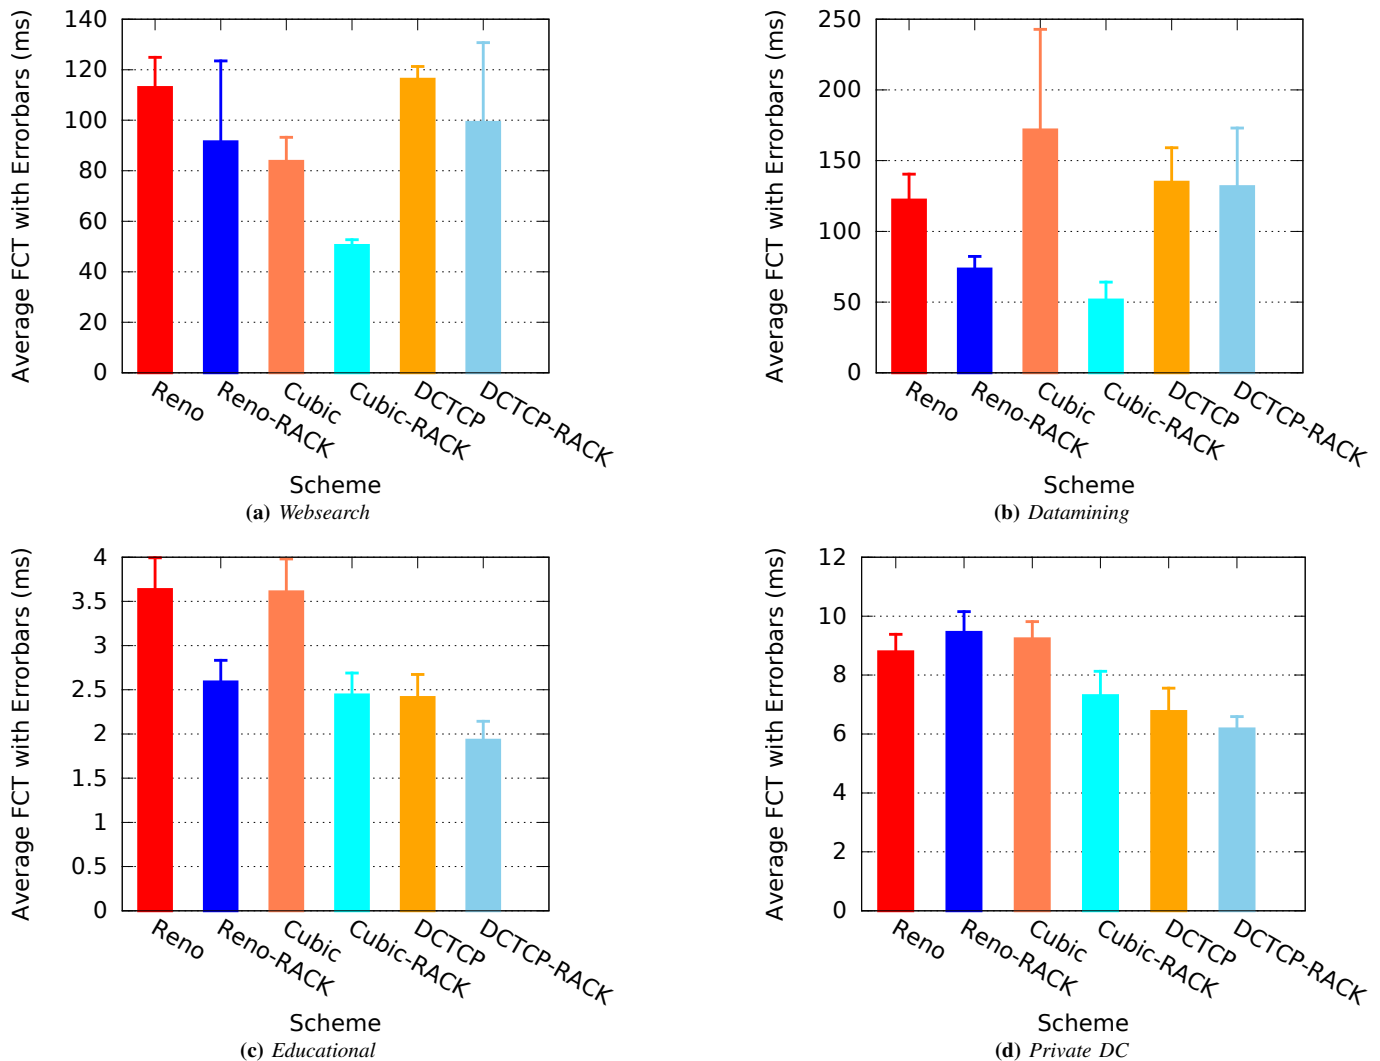 Average FCT with Errorbars (ms)
140
120
100
80
60
40
20
0
Reno
Reno-RACK
Cubic
Cubic-RACK
DCTCP
DCTCP-RACK
Scheme
(a) Websearch
Average FCT with Errorbars (ms)
250
200
150
100
50
0
Reno
Reno-RACK
Cubic
Cubic-RACK
DCTCP
DCTCP-RACK
Scheme
(b) Datamining
Average FCT with Errorbars (ms)
4
3.5
3
2.5
2
1.5
1
0.5
0
Reno
Reno-RACK
Cubic
Cubic-RACK
DCTCP
DCTCP-RACK
Scheme
(c) Educational
Average FCT with Errorbars (ms)
12
10
8
6
4
2
0
Reno
Reno-RACK
Cubic
Cubic-RACK
DCTCP
DCTCP-RACK
Scheme
(d) Private DC